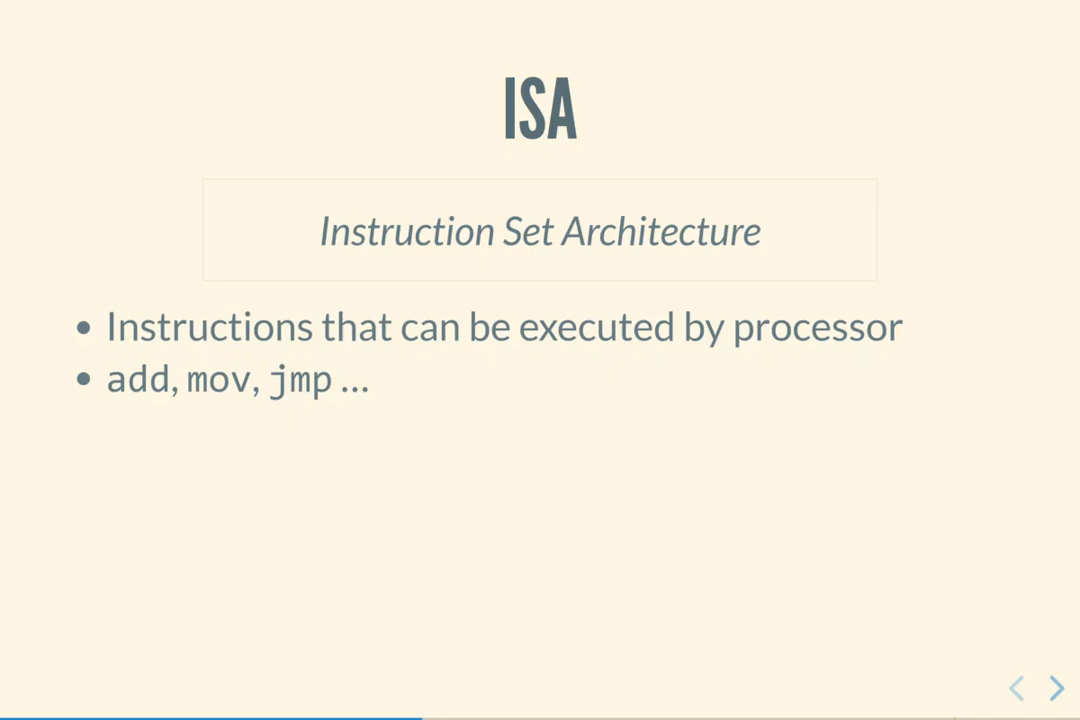 ISA
Instruction Set Architecture
• Instructions that can be executed by processor
• add, mov, jmp ...